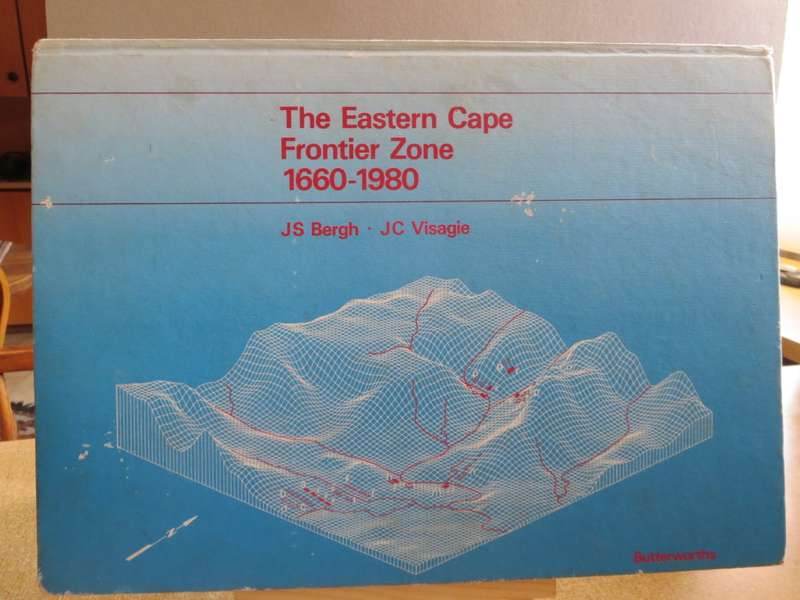 The Eastern Cape
Frontier Zone
1660-1980
JS Bergh · JC Visagie
Butterworths